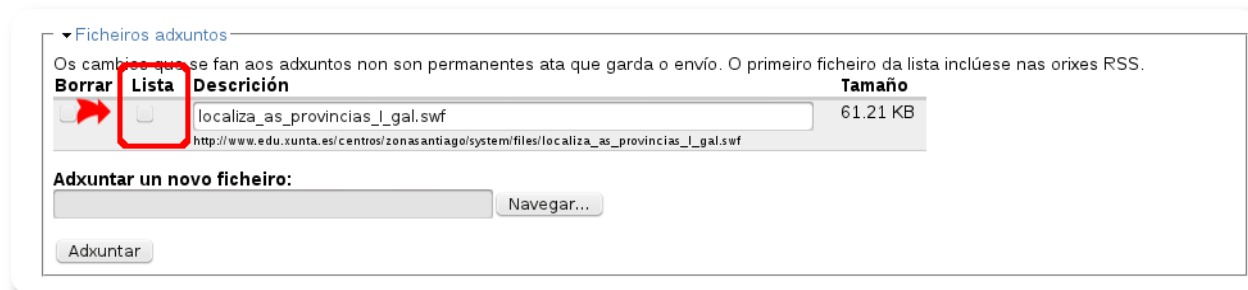 Ficheiros adxuntos
Os cambios que se fan aos adxuntos non son permanentes ata que garda o envío. O primeiro ficheiro da lista inclúese nas orixes RSS.
Borrar Lista Descrición Tamaño
localiza_as_provincias_l_gal.swf 61.21 KB
http://www.edu.xunta.es/centros/zonasantiago/system/files/localiza_as_provincias_l_gal.swf
Adxuntar un novo ficheiro:
Navegar...
Adxuntar